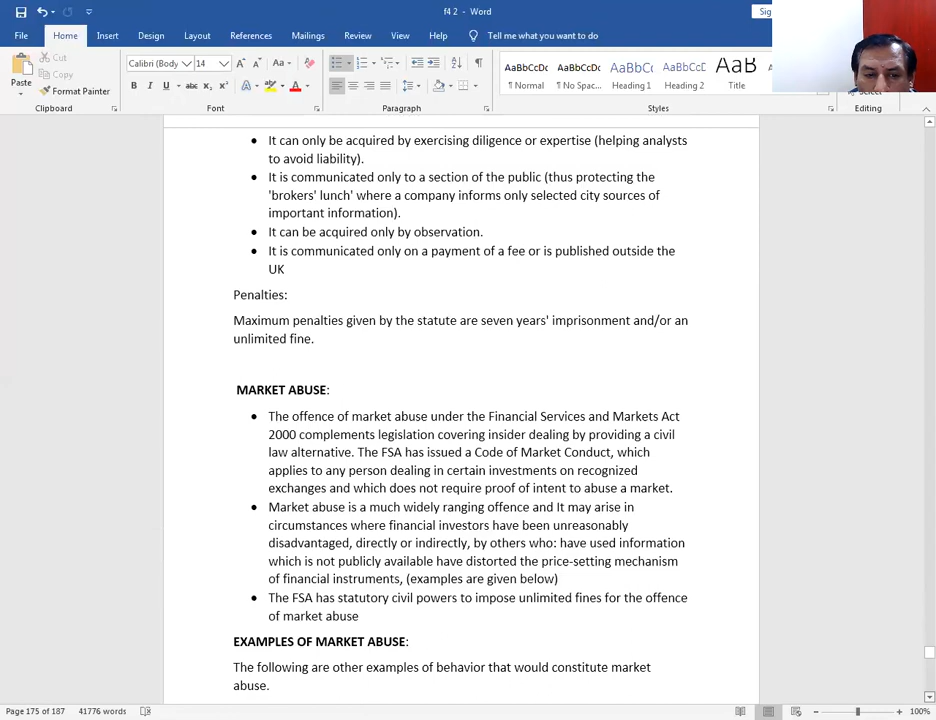 f4 2 - Word
Sig
File Home Insert Design Layout References Mailings Review View Help Tell me what you want to do
Paste
Cut
Copy
Format Painter
Calibri (Body) 14
Aa
B I U abc
AaBbCcDc AaBbCcDc AaBbCc AaBbCcD AaB
¶ Normal ¶ No Spac... Heading 1 Heading 2 Title
Clipboard Font Paragraph Styles Editing
It can only be acquired by exercising diligence or expertise (helping analysts
to avoid liability).
It is communicated only to a section of the public (thus protecting the
'brokers' lunch' where a company informs only selected city sources of
important information).
It can be acquired only by observation.
It is communicated only on a payment of a fee or is published outside the
UK
Penalties:
Maximum penalties given by the statute are seven years' imprisonment and/or an
unlimited fine.
MARKET ABUSE:
The offence of market abuse under the Financial Services and Markets Act
2000 complements legislation covering insider dealing by providing a civil
law alternative. The FSA has issued a Code of Market Conduct, which
applies to any person dealing in certain investments on recognized
exchanges and which does not require proof of intent to abuse a market.
Market abuse is a much widely ranging offence and It may arise in
circumstances where financial investors have been unreasonably
disadvantaged, directly or indirectly, by others who: have used information
which is not publicly available have distorted the price-setting mechanism
of financial instruments, (examples are given below)
The FSA has statutory civil powers to impose unlimited fines for the offence
of market abuse
EXAMPLES OF MARKET ABUSE:
The following are other examples of behavior that would constitute market
abuse.
Page 175 of 187 41776 words 100%